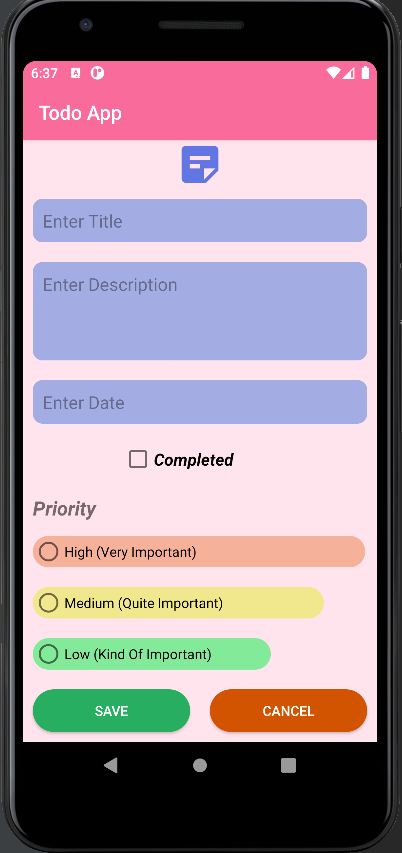 6:37
Todo App
Enter Title
Enter Description
Enter Date
Completed
Priority
High (Very Important)
Medium (Quite Important)
Low (Kind Of Important)
SAVE CANCEL